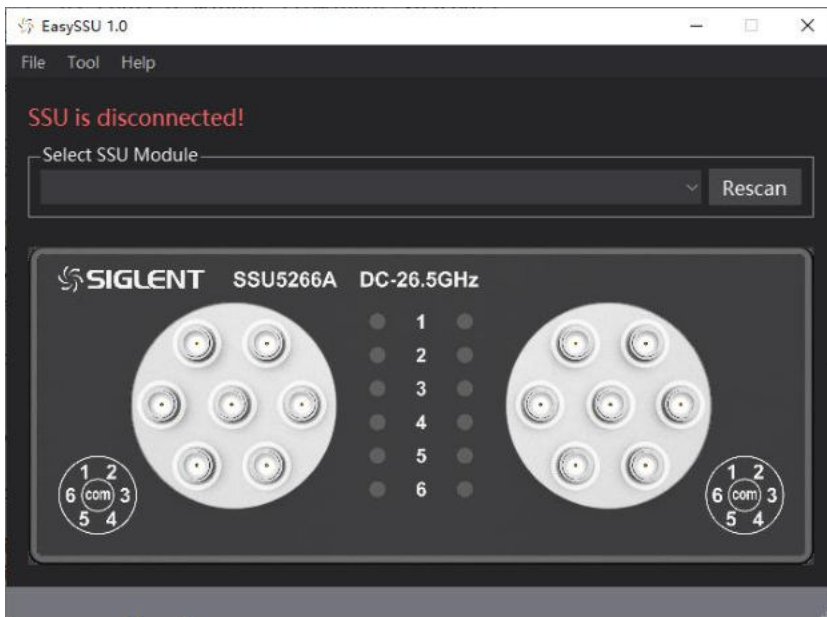 EasySSU 1.0
File Tool Help
SSU is disconnected!
Select SSU Module
Rescan
SIGLENT SSU5266A DC-26.5GHz
1
2
3
4
5
6
1 2
6 com 3
5 4
1 2
6 com 3
5 4